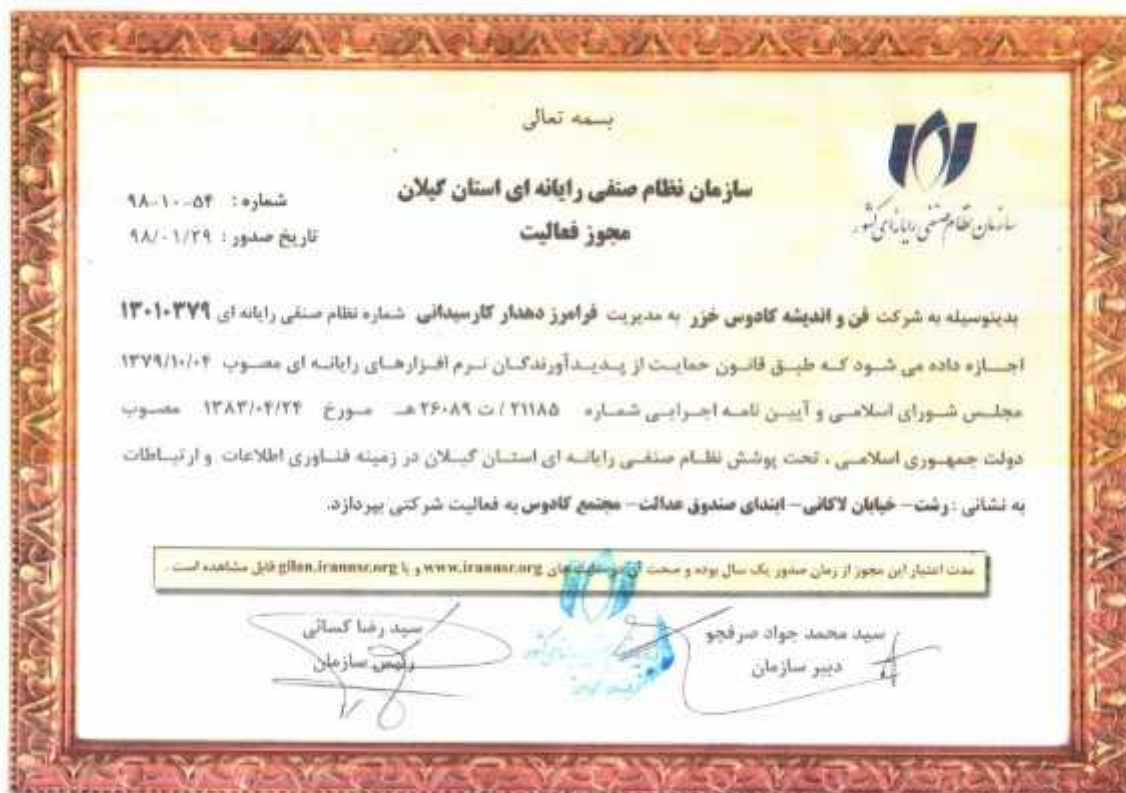 بسمه تعالی
سازمان نظام صنفی رایانه ای کشور
سازمان نظام صنفی رایانه ای استان گیلان
شماره : ۹۸-۱۰-۵۴
مجوز فعالیت
تاریخ صدور : ۹۸/۰۱/۲۹
بدینوسیله به شرکت فن و اندیشه کادوس خزر به مدیریت فرامرز دهدار کارسیدانی شماره نظام صنفی رایانه ای ۱۳۰۱۰۳۷۹
اجازه داده می شود که طبق قانون حمایت از پدیدآورندگان نرم افزارهای رایانه ای مصوب ۱۳۷۹/۱۰/۰۴
مجلس شورای اسلامی و آیین نامه اجرایی شماره ۲۱۱۸۵ / ت ۲۶۰۸۹ هـ مورخ ۱۳۸۳/۰۴/۲۴ مصوب
دولت جمهوری اسلامی ، تحت پوشش نظام صنفی رایانه ای استان گیلان در زمینه فناوری اطلاعات و ارتباطات
به نشانی : رشت – خیابان لاکانی – ابتدای صندوق عدالت – مجتمع کادوس به فعالیت شرکتی بپردازد.
مدت اعتبار این مجوز از زمان صدور یک سال بوده و صحت آن www.irannsr.org و یا gilan.irannsr.org قابل مشاهده است .
سید محمد جواد صرفجو
دبیر سازمان
سید رضا کسائی
رئیس سازمان